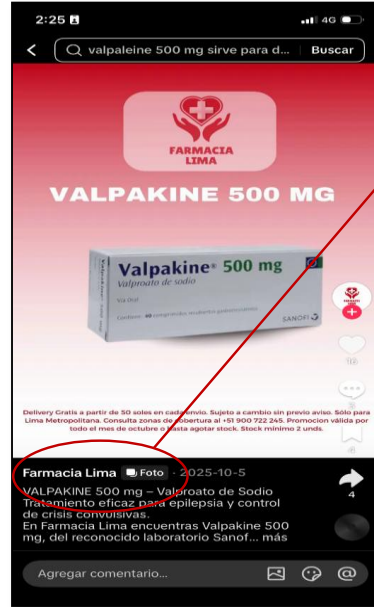 2:25
4G
valpaleine 500 mg sirve para d... Buscar
FARMACIA
LIMA
VALPAKINE 500 MG
Valpakine® 500 mg
Valproato de sodio
Vía oral
SANOFI
16
4
Delivery Gratis a partir de 50 soles en cada envio. Sujeto a cambio sin previo aviso. Sólo para
Lima Metropolitana. Consulta zonas de cobertura al +51 900 722 245. Promocion válida por
todo el mes de octubre o hasta agotar stock. Stock mínimo 2 unds.
Farmacia Lima Foto · 2025-10-5
VALPAKINE 500 mg – Valproato de Sodio
Tratamiento eficaz para epilepsia y control
de crisis convulsivas.
En Farmacia Lima encuentras Valpakine 500
mg, del reconocido laboratorio Sanof... más
4
Agregar comentario...